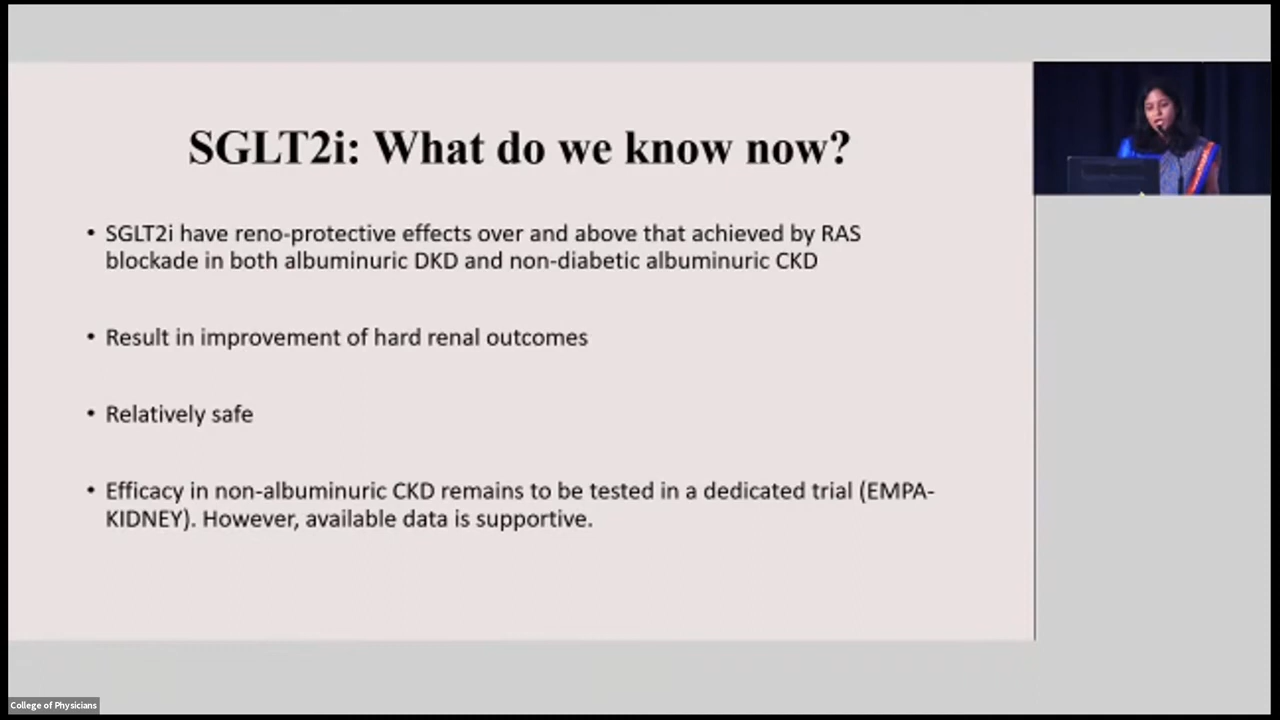 SGLT2i: What do we know now?
• SGLT2i have reno-protective effects over and above that achieved by RAS
blockade in both albuminuric DKD and non-diabetic albuminuric CKD
• Result in improvement of hard renal outcomes
• Relatively safe
• Efficacy in non-albuminuric CKD remains to be tested in a dedicated trial (EMPA-
KIDNEY). However, available data is supportive.
College of Physicians